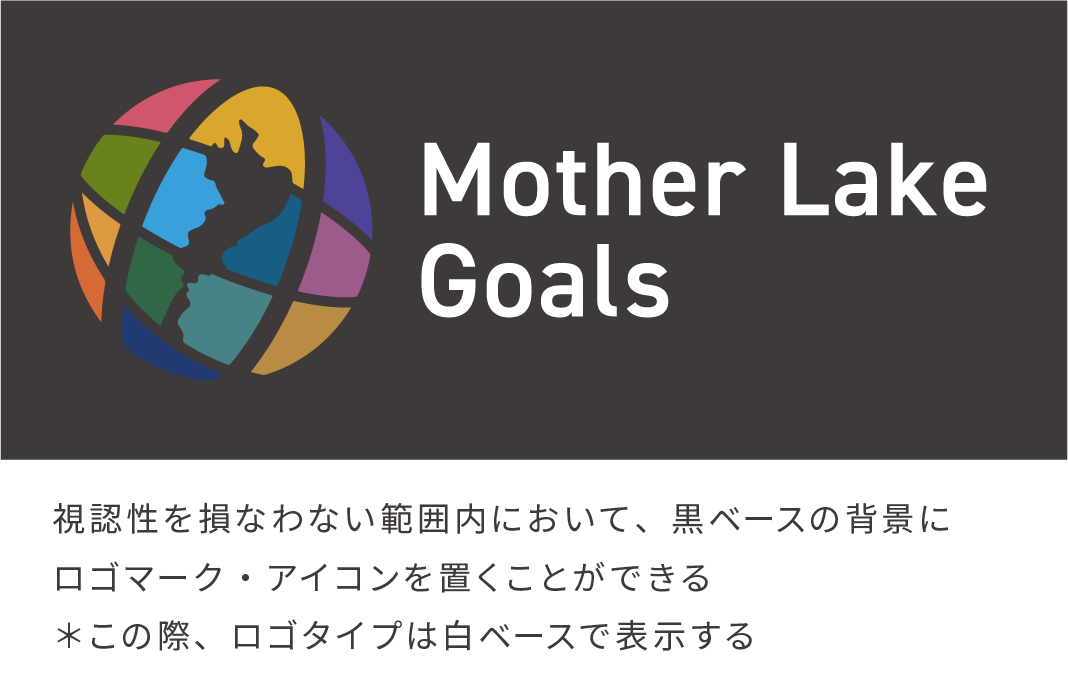 Mother Lake
Goals
視認性を損なわない範囲内において、黒ベースの背景に
ロゴマーク・アイコンを置くことができる
＊この際、ロゴタイプは白ベースで表示する